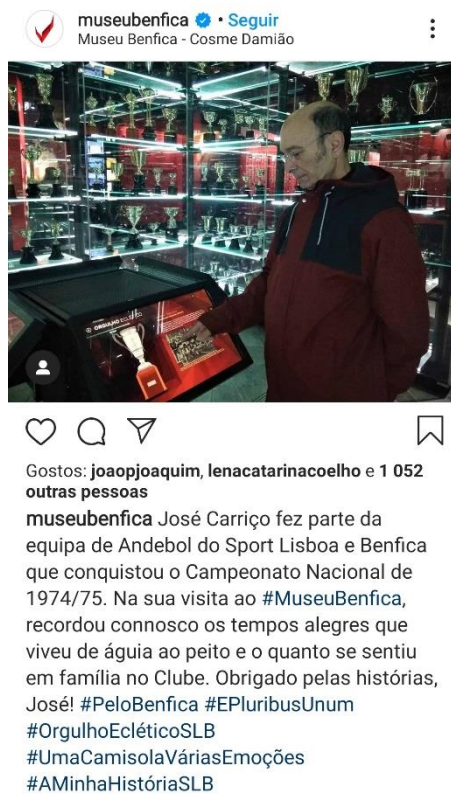 museubenfica • Seguir
Museu Benfica - Cosme Damião
ORGULHO ECLÉTICO
Gostos: joaopjoaquim, lenacatarinacoelho e 1 052
outras pessoas
museubenfica José Carriço fez parte da
equipa de Andebol do Sport Lisboa e Benfica
que conquistou o Campeonato Nacional de
1974/75. Na sua visita ao #MuseuBenfica,
recordou connosco os tempos alegres que
viveu de águia ao peito e o quanto se sentiu
em família no Clube. Obrigado pelas histórias,
José! #PeloBenfica #EPluribusUnum
#OrgulhoEcléticoSLB
#UmaCamisolaVáriasEmoções
#AMinhaHistóriaSLB